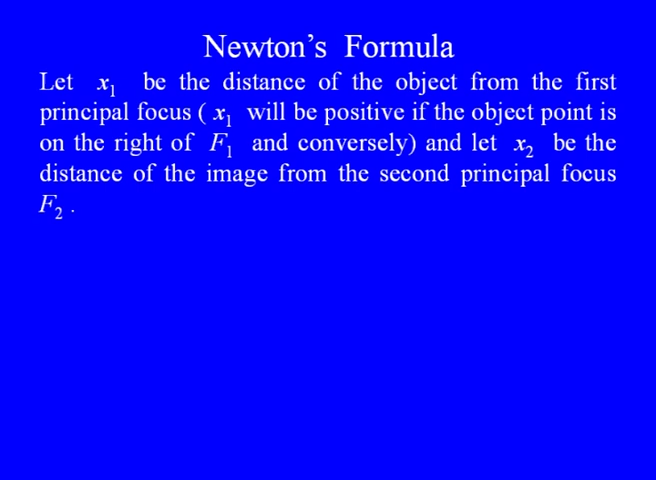 Newton’s Formula
Let x₁ be the distance of the object from the first
principal focus ( x₁ will be positive if the object point is
on the right of F₁ and conversely) and let x₂ be the
distance of the image from the second principal focus
F₂ .